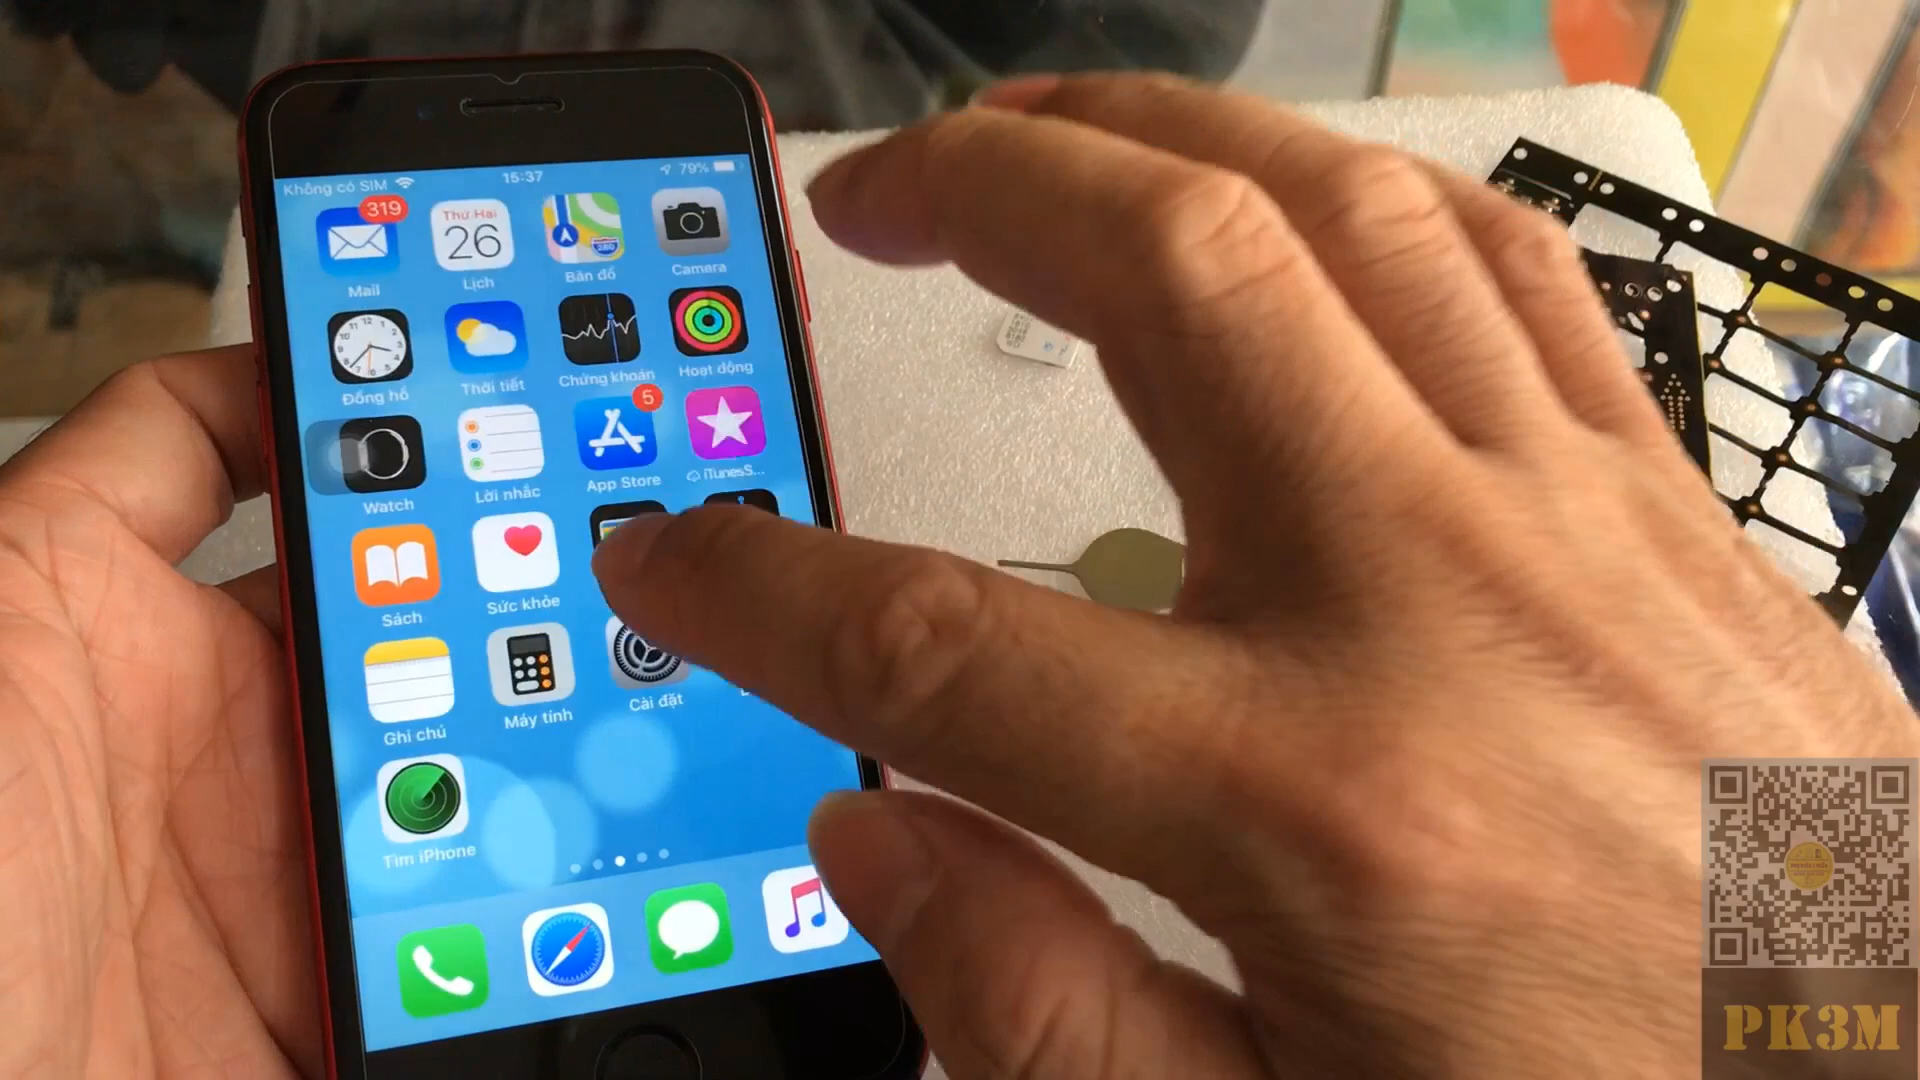 Không có SIM
15:37
79%
319
Mail
Thứ Hai
26
Lịch
280
Bản đồ
Camera
Đồng hồ
Thời tiết
Chứng khoán
Hoạt động
Watch
Lời nhắc
5
App Store
iTunesS...
Sách
Sức khỏe
Ghi chú
Máy tính
Cài đặt
Tìm iPhone
PK3M